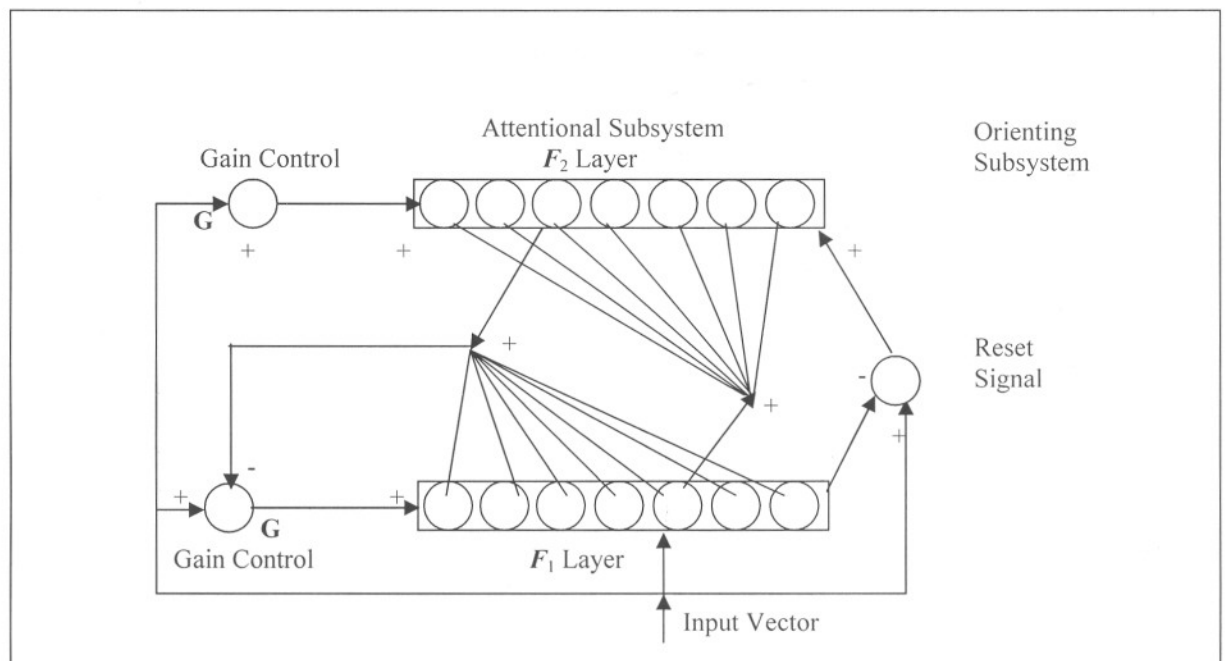 Attentional Subsystem
Orienting
Subsystem
Gain Control
F₂ Layer
G
+
+
+
+
Reset
Signal
-
+
+
-
+
+
G
Gain Control
F₁ Layer
Input Vector